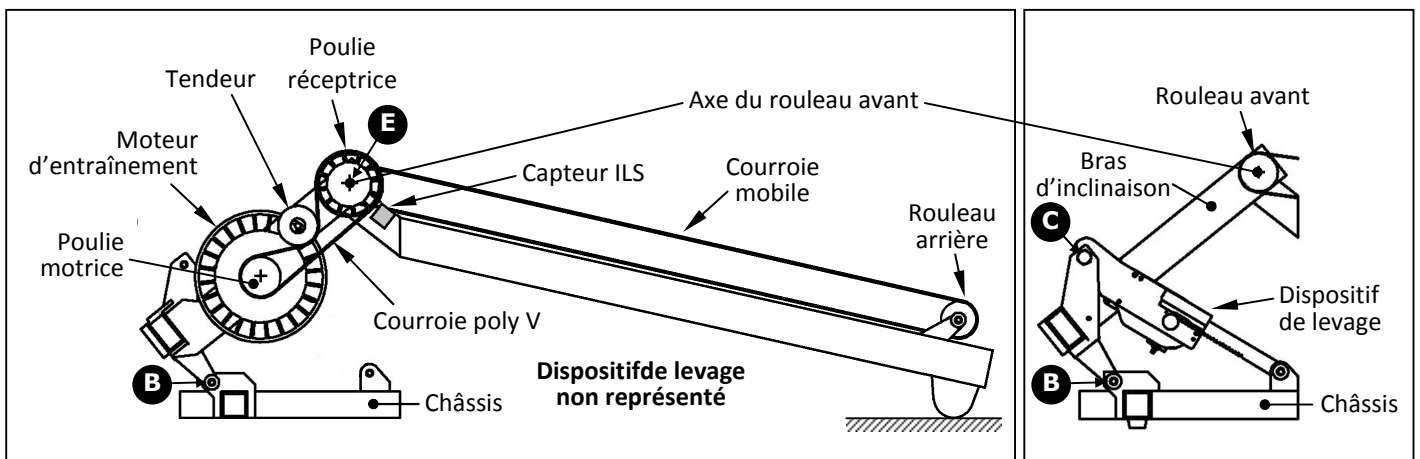 Poulie
réceptrice
Tendeur
E
Moteur
d’entraînement
Capteur ILS
Axe du rouleau avant
Courroie
mobile
Rouleau
arrière
Poulie
motrice
Courroie poly V
Dispositifde levage
non représenté
B
Châssis
Rouleau avant
Bras
d’inclinaison
C
Dispositif
de levage
B
Châssis